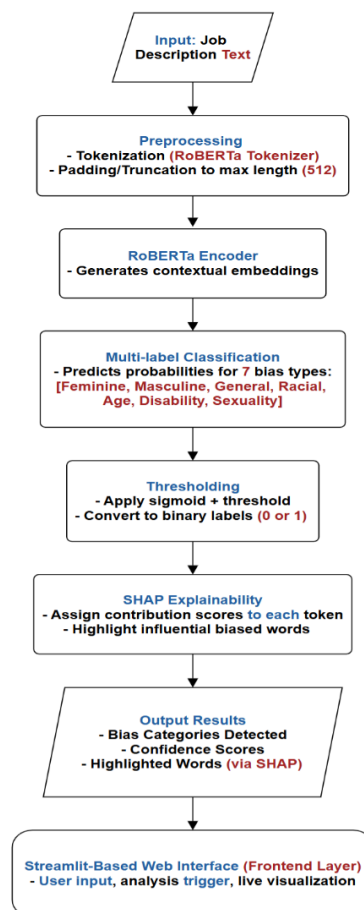 Input: Job
Description Text
Preprocessing
- Tokenization (RoBERTa Tokenizer)
- Padding/Truncation to max length (512)
RoBERTa Encoder
- Generates contextual embeddings
Multi-label Classification
- Predicts probabilities for 7 bias types:
[Feminine, Masculine, General, Racial,
Age, Disability, Sexuality]
Thresholding
- Apply sigmoid + threshold
- Convert to binary labels (0 or 1)
SHAP Explainability
- Assign contribution scores to each token
- Highlight influential biased words
Output Results
- Bias Categories Detected
- Confidence Scores
- Highlighted Words (via SHAP)
Streamlit-Based Web Interface (Frontend Layer)
- User input, analysis trigger, live visualization